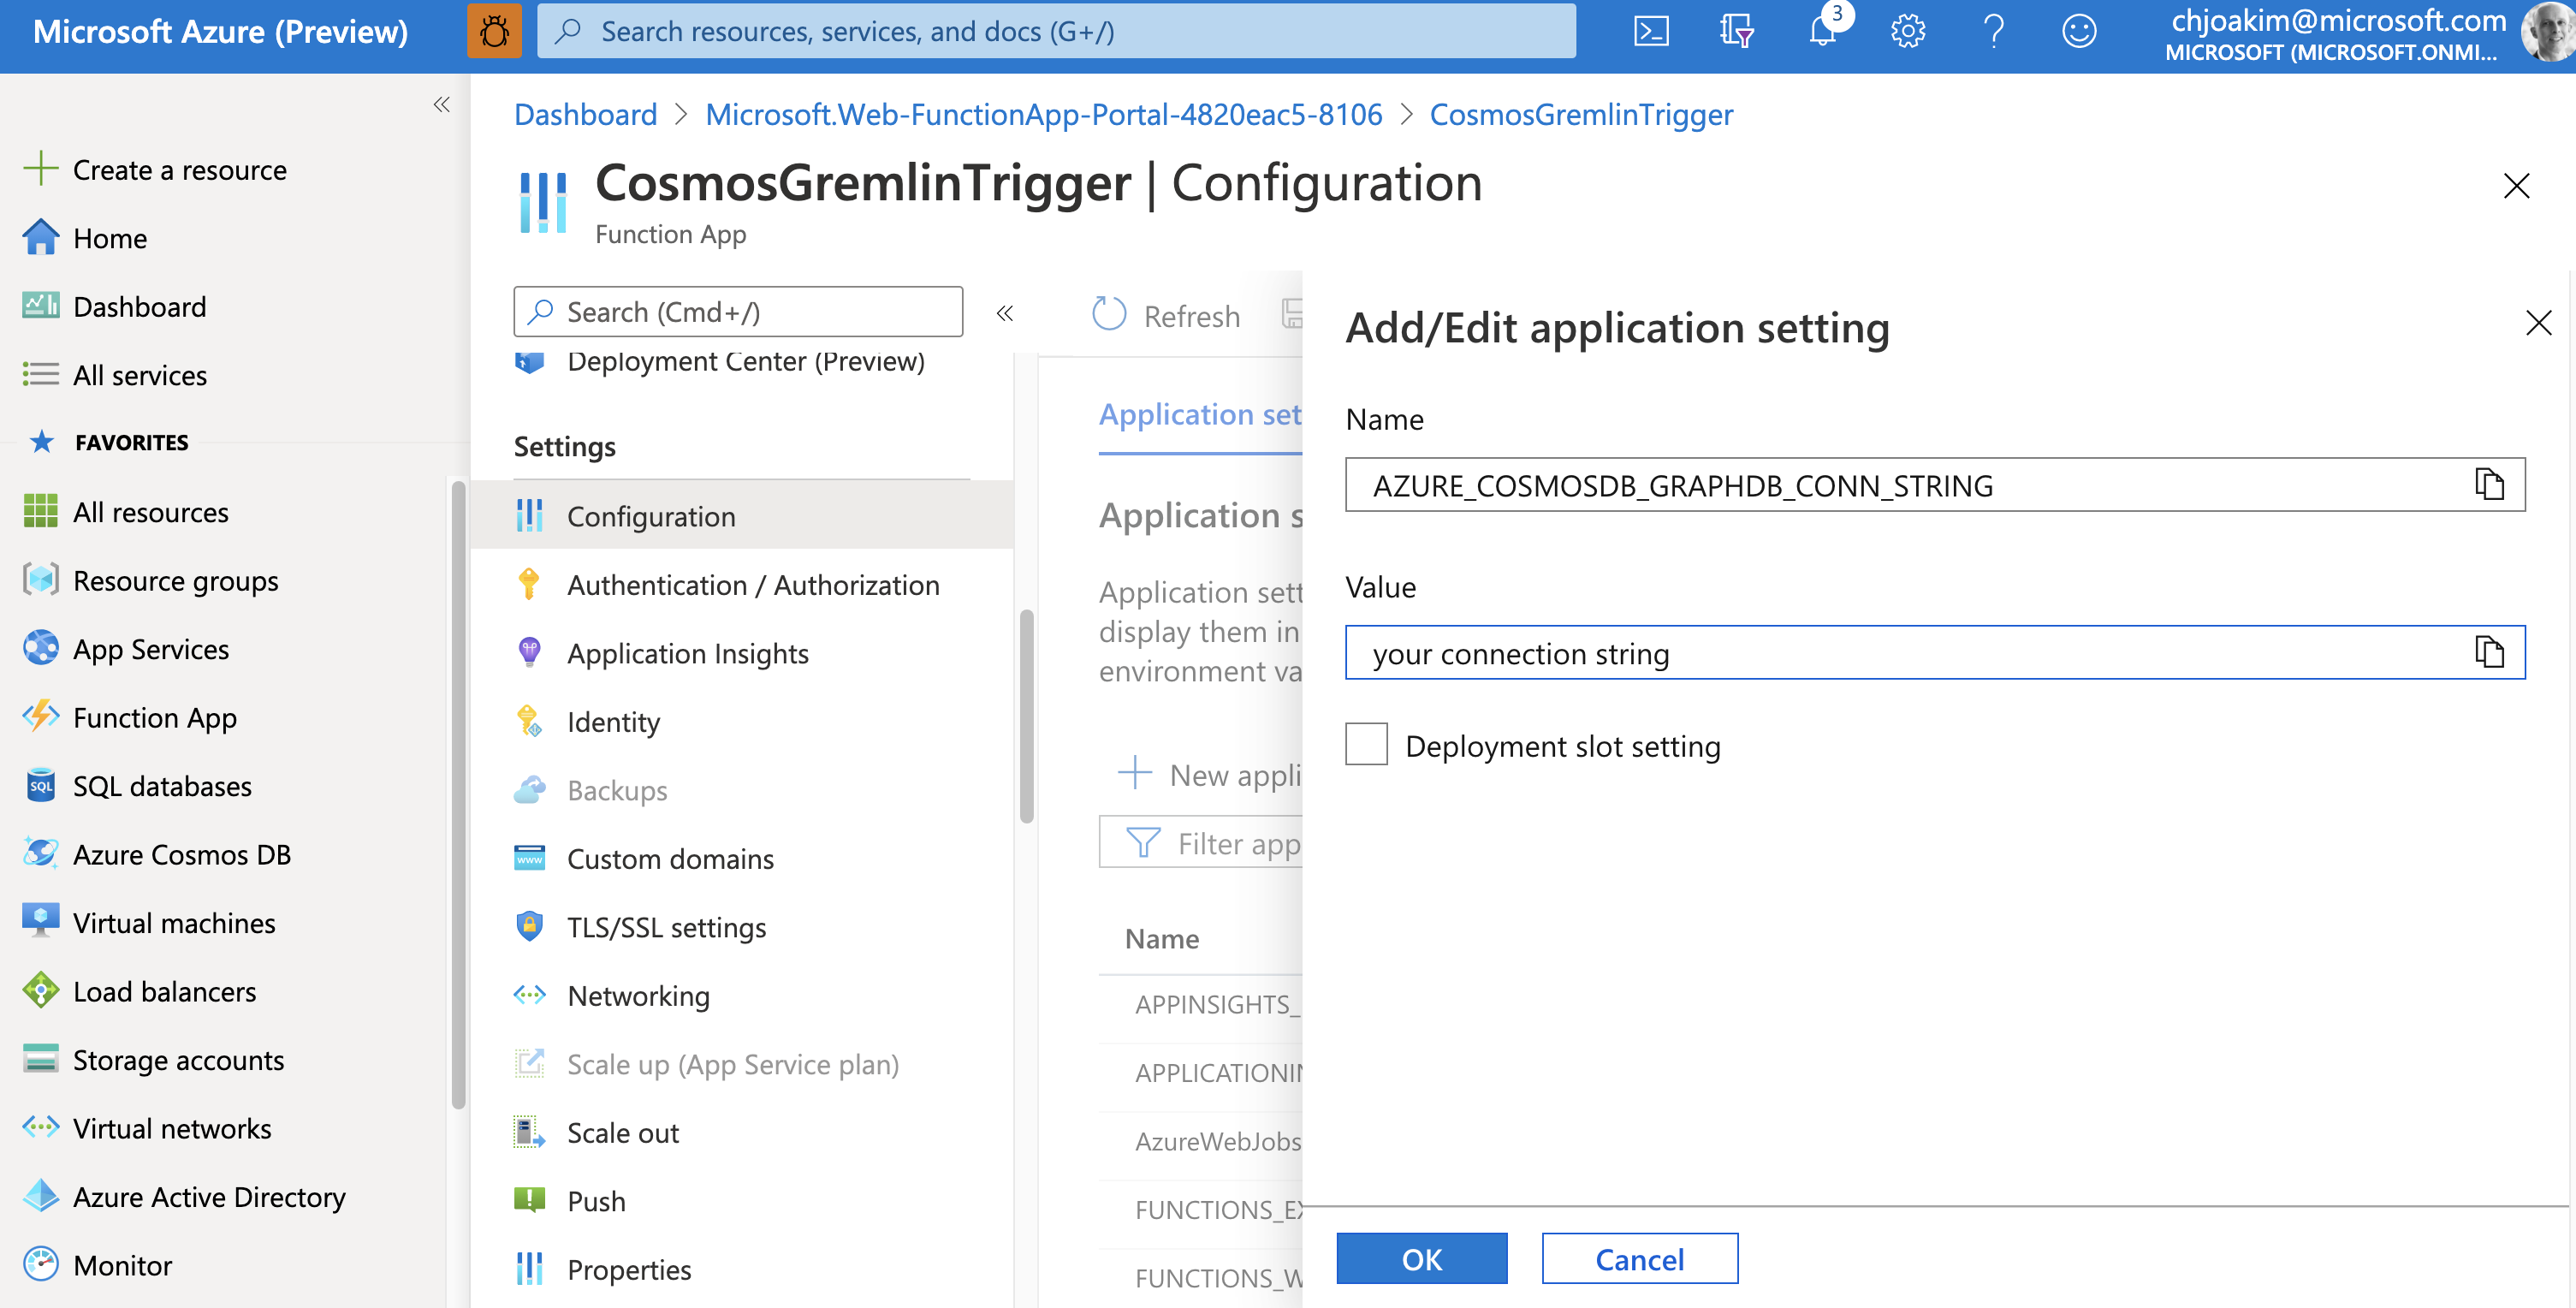 Microsoft Azure (Preview)
Search resources, services, and docs (G+/)
3
chjoakim@microsoft.com
MICROSOFT (MICROSOFT.ONMI...
Create a resource
Home
Dashboard
All services
FAVORITES
All resources
Resource groups
App Services
Function App
SQL databases
Azure Cosmos DB
Virtual machines
Load balancers
Storage accounts
Virtual networks
Azure Active Directory
Monitor
Dashboard > Microsoft.Web-FunctionApp-Portal-4820eac5-8106 > CosmosGremlinTrigger
CosmosGremlinTrigger | Configuration
Function App
Search (Cmd+/)
Deployment Center (Preview)
Settings
Configuration
Authentication / Authorization
Application Insights
Identity
Backups
Custom domains
TLS/SSL settings
Networking
Scale up (App Service plan)
Scale out
Push
Properties
Refresh
Application set
Application s
Application sett
display them in
environment va
New appli
Filter app
Name
APPINSIGHTS_
APPLICATIONIN
AzureWebJobs
FUNCTIONS_EX
FUNCTIONS_W
Add/Edit application setting
Name
AZURE_COSMOSDB_GRAPHDB_CONN_STRING
Value
your connection string
Deployment slot setting
OK
Cancel